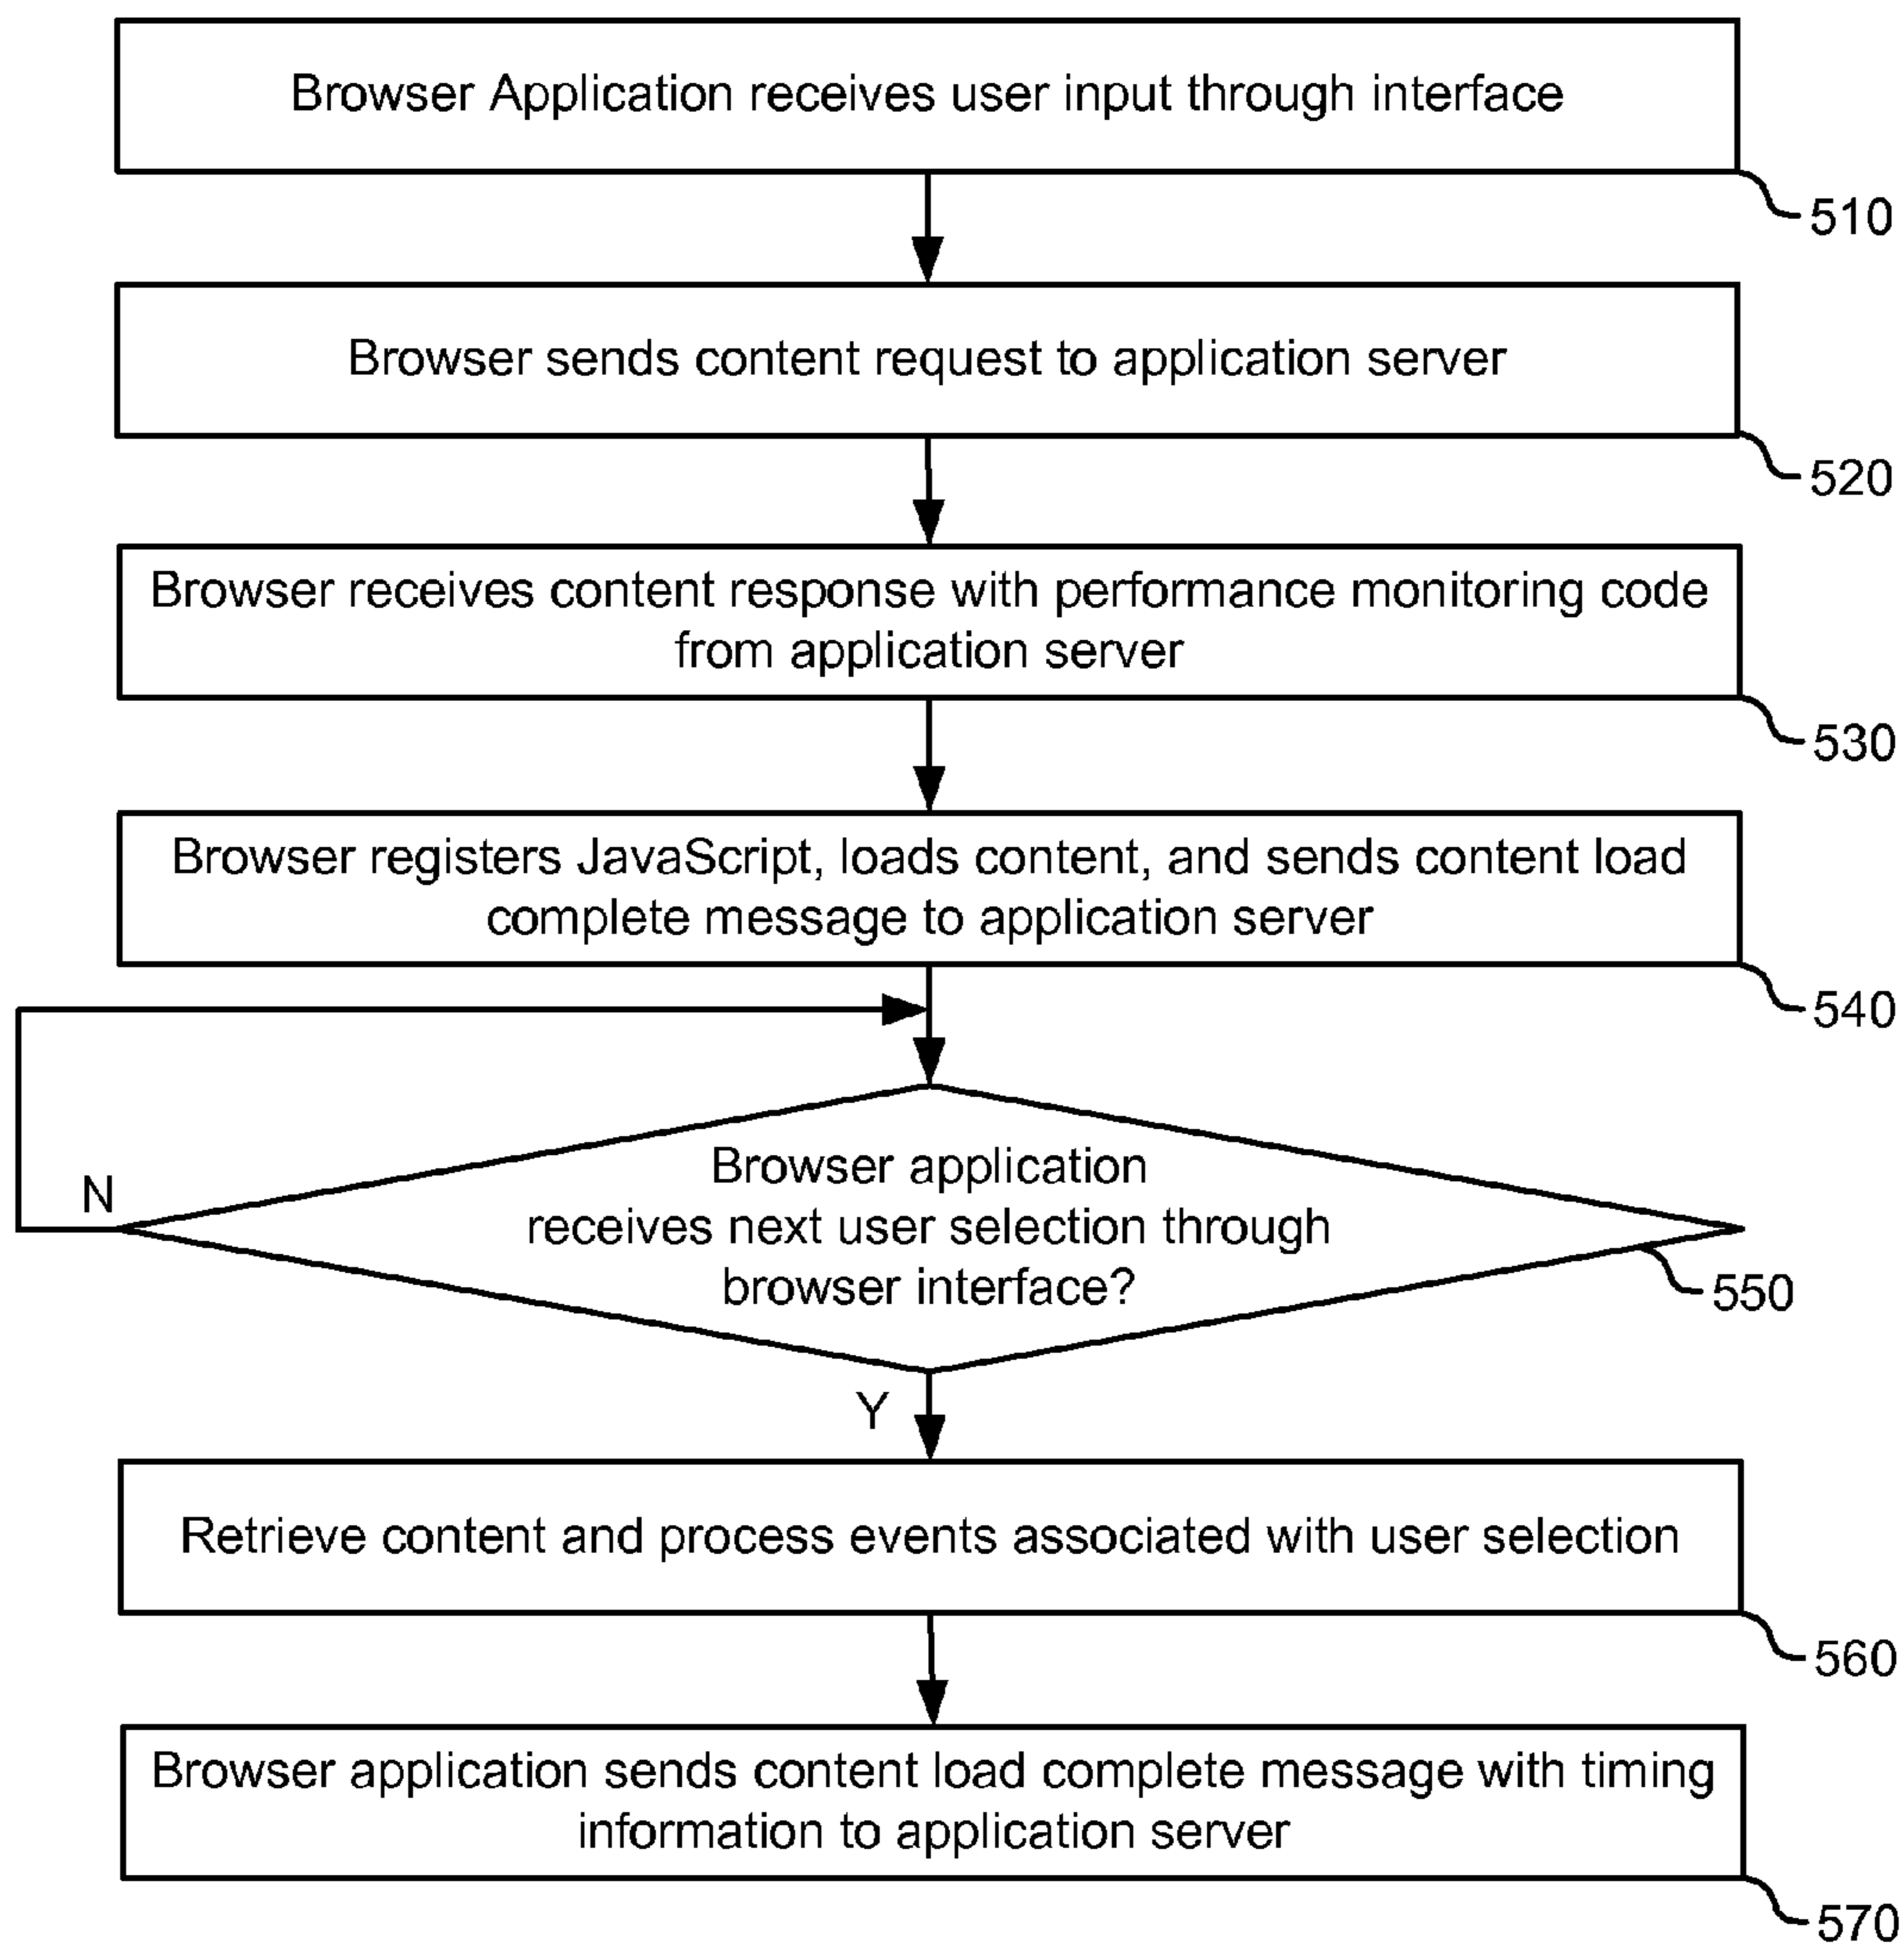 Browser Application receives user input through interface
510
Browser sends content request to application server
520
Browser receives content response with performance monitoring code
from application server
530
Browser registers JavaScript, loads content, and sends content load
complete message to application server
540
Browser application
receives next user selection through
browser interface?
N
550
Y
Retrieve content and process events associated with user selection
560
Browser application sends content load complete message with timing
information to application server
570